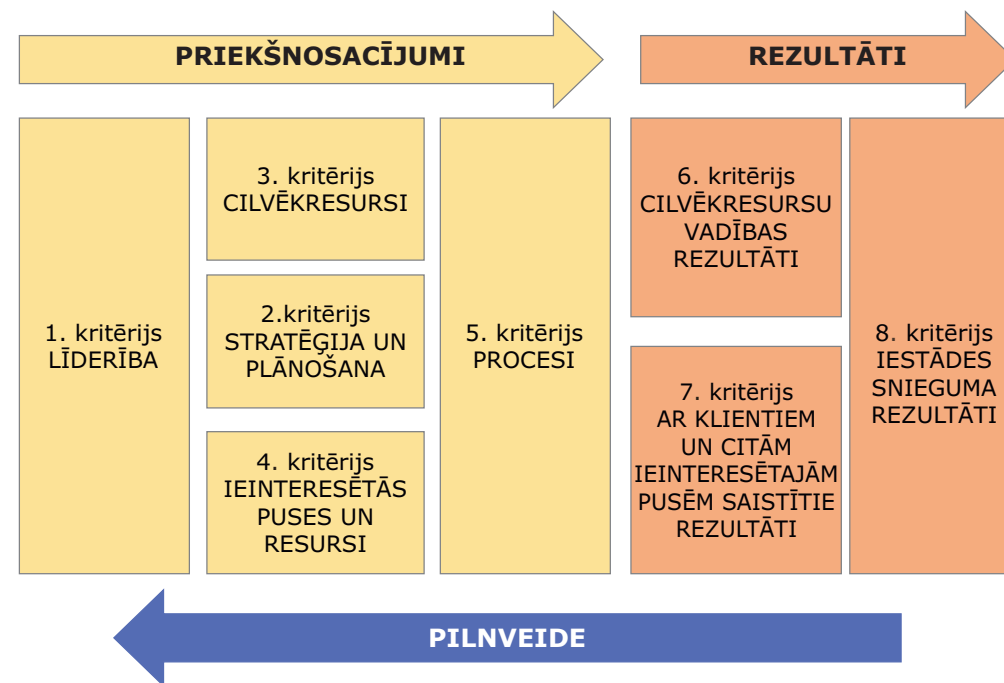 PRIEKŠNOSACĪJUMI
REZULTĀTI
1. kritērijs
LĪDERĪBA
3. kritērijs
CILVĒKRESURSI
2.kritērijs
STRATĒĢIJA UN
PLĀNOŠANA
4. kritērijs
IEINTERESĒTĀS
PUSES UN
RESURSI
5. kritērijs
PROCESI
6. kritērijs
CILVĒKRESURSU
VADĪBAS
REZULTĀTI
7. kritērijs
AR KLIENTIEM
UN CITĀM
IEINTERESĒTAJĀM
PUSĒM SAISTĪTIE
REZULTĀTI
8. kritērijs
IESTĀDES
SNIEGUMA
REZULTĀTI
PILNVEIDE